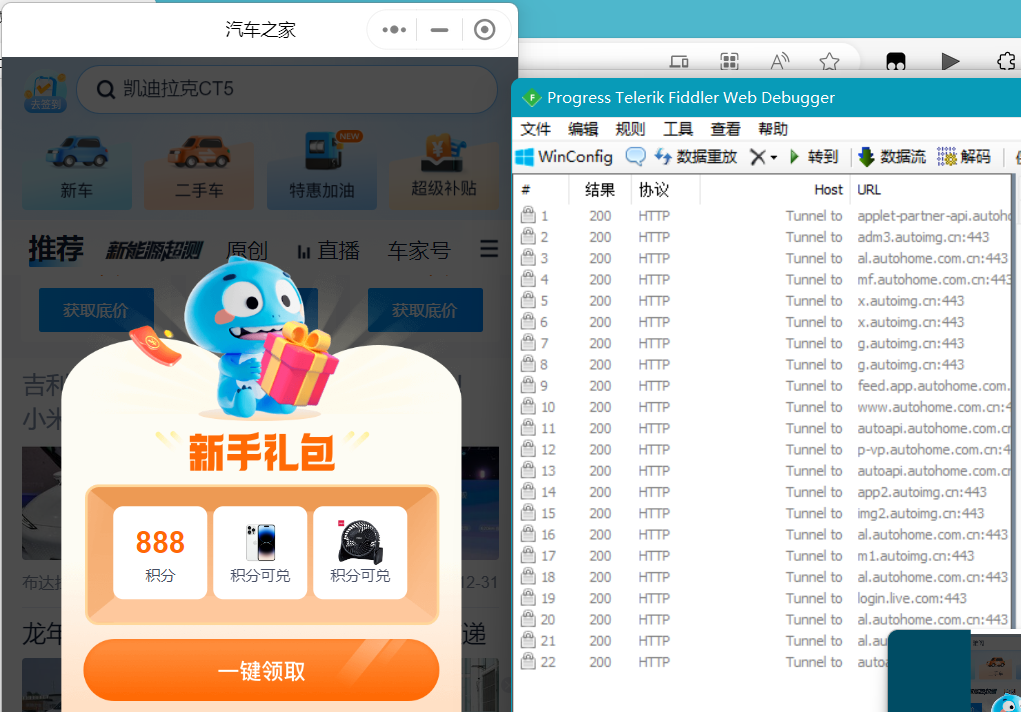 汽车之家
去签到
凯迪拉克CT5
NEW
新车
二手车
特惠加油
超级补贴
推荐
新能源超测
原创
直播
车家号
获取底价
获取底价
吉利
小米
新手礼包
888
积分
积分可兑
积分可兑
12-31
龙年
递
一键领取
Progress Telerik Fiddler Web Debugger
文件 编辑 规则 工具 查看 帮助
WinConfig 数据重放 转到 数据流 解码
# 结果 协议 Host URL
1 200 HTTP Tunnel to applet-partner-api.autoho
2 200 HTTP Tunnel to adm3.autoimg.cn:443
3 200 HTTP Tunnel to al.autohome.com.cn:443
4 200 HTTP Tunnel to mf.autohome.com.cn:443
5 200 HTTP Tunnel to x.autoimg.cn:443
6 200 HTTP Tunnel to x.autoimg.cn:443
7 200 HTTP Tunnel to g.autoimg.cn:443
8 200 HTTP Tunnel to g.autoimg.cn:443
9 200 HTTP Tunnel to feed.app.autohome.com.
10 200 HTTP Tunnel to www.autohome.com.cn:4
11 200 HTTP Tunnel to autoapi.autohome.com.cn
12 200 HTTP Tunnel to p-vp.autohome.com.cn:4
13 200 HTTP Tunnel to autoapi.autohome.com.cn
14 200 HTTP Tunnel to app2.autoimg.cn:443
15 200 HTTP Tunnel to img2.autoimg.cn:443
16 200 HTTP Tunnel to al.autohome.com.cn:443
17 200 HTTP Tunnel to m1.autoimg.cn:443
18 200 HTTP Tunnel to al.autohome.com.cn:443
19 200 HTTP Tunnel to login.live.com:443
20 200 HTTP Tunnel to al.autohome.com.cn:443
21 200 HTTP Tunnel to al.au
22 200 HTTP Tunnel to autoa